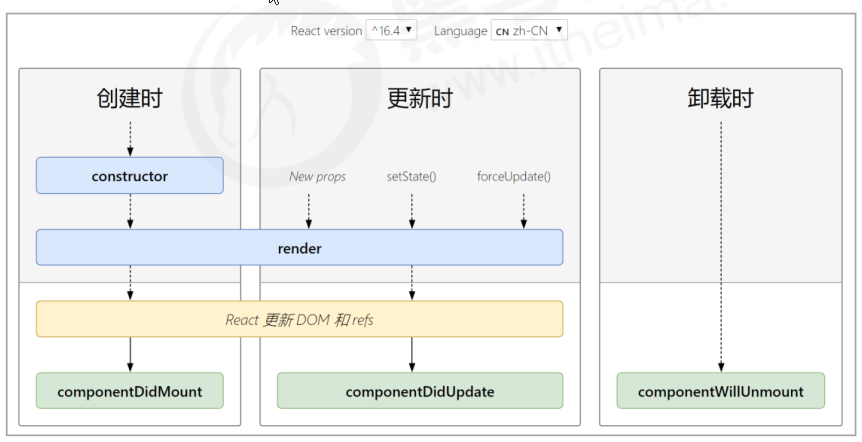 React version ^16.4 Language CN zh-CN
创建时 更新时 卸载时
constructor New props setState() forceUpdate()
render
React 更新 DOM 和 refs
componentDidMount componentDidUpdate componentWillUnmount
www.itheima.